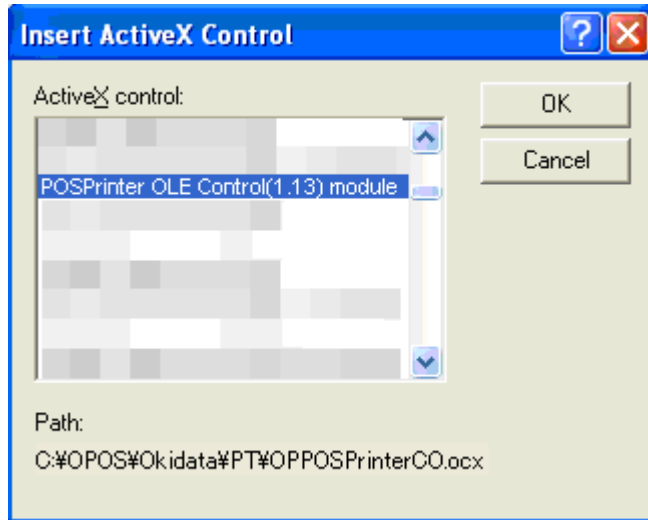 Insert ActiveX Control
ActiveX control:
OK
Cancel
POSPrinter OLE Control(1.13) module
Path:
C:¥OPOS¥Okidata¥PT¥OPPOSPrinterCO.ocx